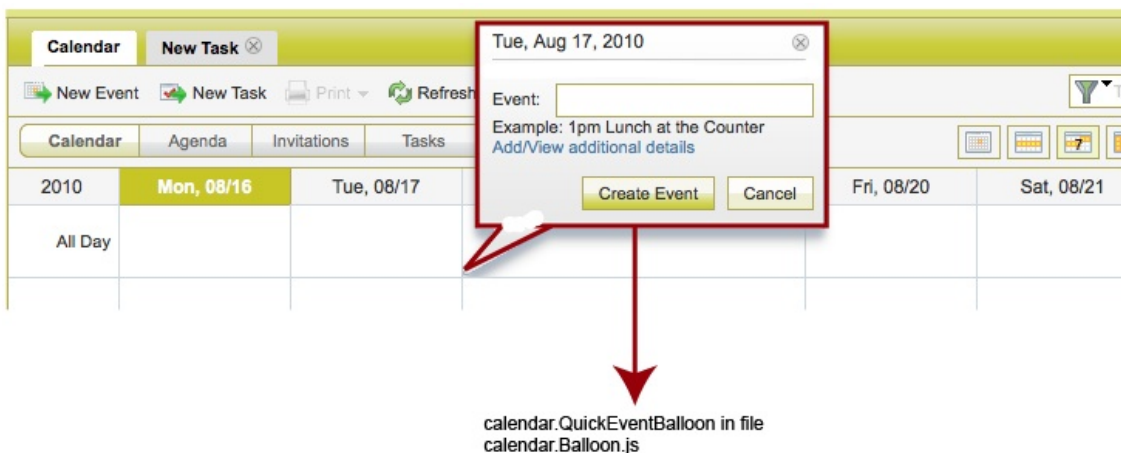 Calendar New Task
Tue, Aug 17, 2010
New Event New Task Print Refresh
Event:
Example: 1pm Lunch at the Counter
Add/View additional details
Calendar Agenda Invitations Tasks
Create Event Cancel
2010 Mon, 08/16 Tue, 08/17 Fri, 08/20 Sat, 08/21
All Day
calendar.QuickEventBalloon in file
calendar.Balloon.js